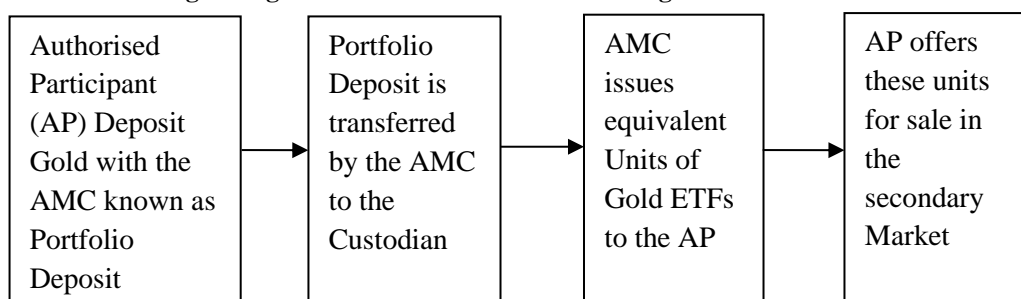 Authorised
Participant
(AP) Deposit
Gold with the
AMC known as
Portfolio
Deposit
Portfolio
Deposit is
transferred
by the AMC
to the
Custodian
AMC
issues
equivalent
Units of
Gold ETFs
to the AP
AP offers
these units
for sale in
the
secondary
Market